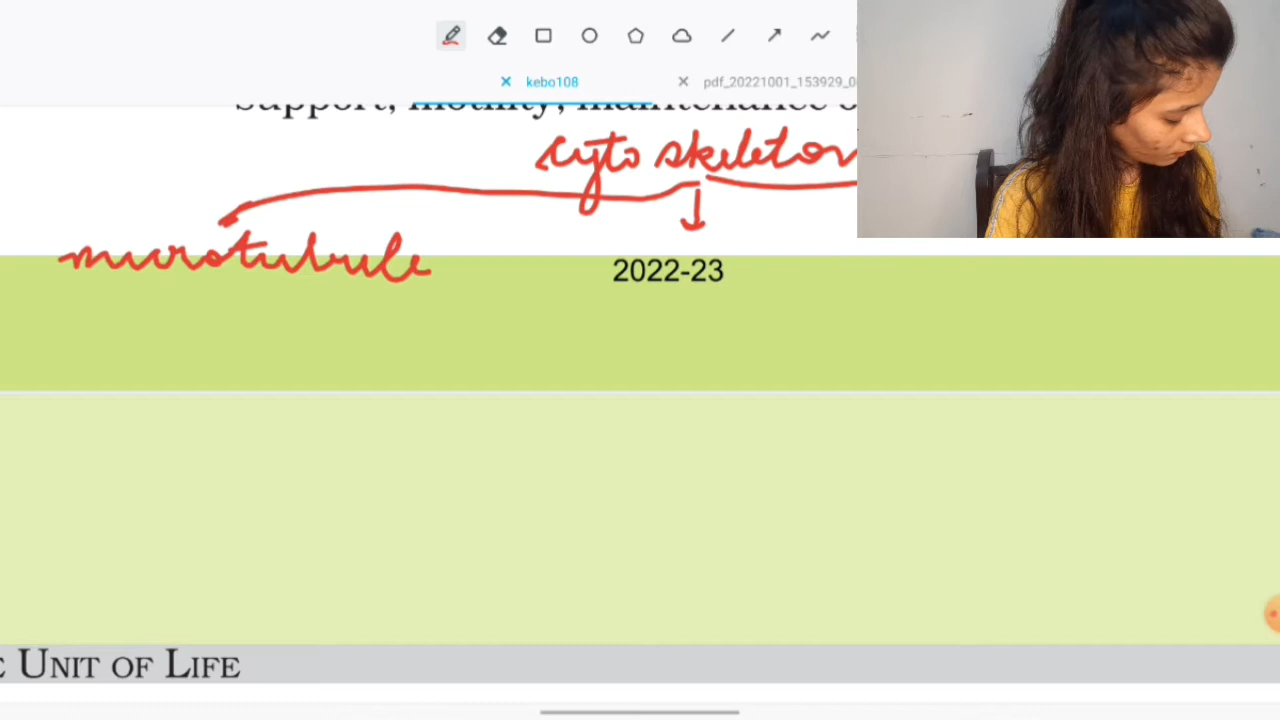 kebo108
pdf_20221001_153929_0
support, motility, maintenance o
cyto skeleton
microtubule
2022-23
E UNIT OF LIFE